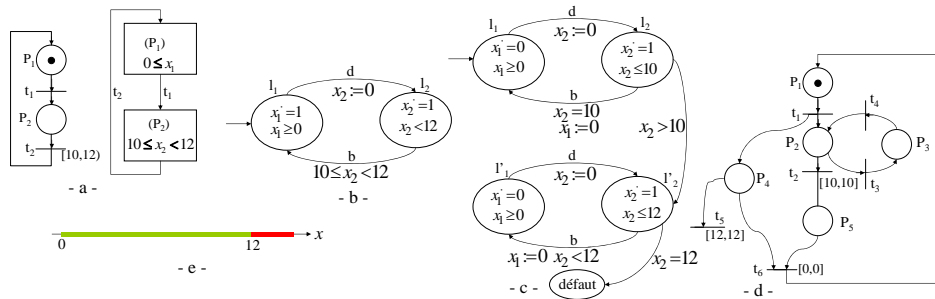 P₁
t₁
P₂
t₂
[10,12)
- a -
t₂
(P₁)
0 ≤ x₁
t₁
(P₂)
10 ≤ x₂ < 12
l₁
d
l₂
x₂:=0
x₁˙=1
x₁≥0
x₂˙=1
x₂<12
b
10≤x₂<12
- b -
0
12
x
- e -
l₁
d
l₂
x₂:=0
x₁˙=0
x₁≥0
x₂˙=1
x₂≤10
b
x₂=10
x₁:=0
x₂>10
l'₁
d
l'₂
x₂:=0
x₁˙=0
x₁≥0
x₂˙=1
x₂≤12
b
x₁:=0 x₂<12
x₂=12
- c -
défaut
P₁
t₁
t₄
P₂
P₃
t₂
[10,10]
t₃
P₄
t₅
[12,12]
P₅
t₆
[0,0]
- d -